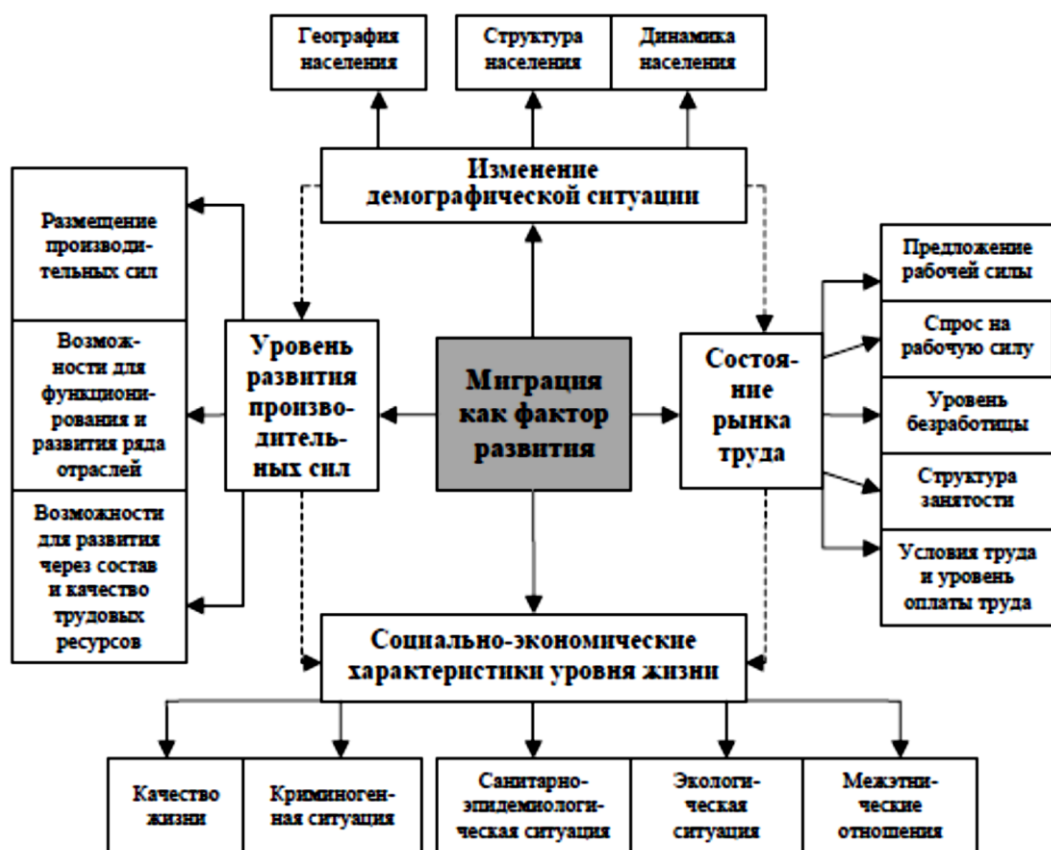 География
населения
Структура
населения
Динамика
населения
Изменение
демографической ситуации
Размещение
производи-
тельных сил
Возмож-
ности для
функциони-
рования и
развития ряда
отраслей
Возможности
для развития
через состав
и качество
трудовых
ресурсов
Уровень
развития
произво-
дитель-
ных сил
Миграция
как фактор
развития
Состоя-
ние
рынка
труда
Предложение
рабочей силы
Спрос на
рабочую силу
Уровень
безработицы
Структура
занятости
Условия труда
и уровень
оплаты труда
Социально-экономические
характеристики уровня жизни
Качество
жизни
Криминоген-
ная ситуация
Санитарно-
эпидемиологи-
ческая ситуация
Экологи-
ческая
ситуация
Межэтни-
ческие
отношения